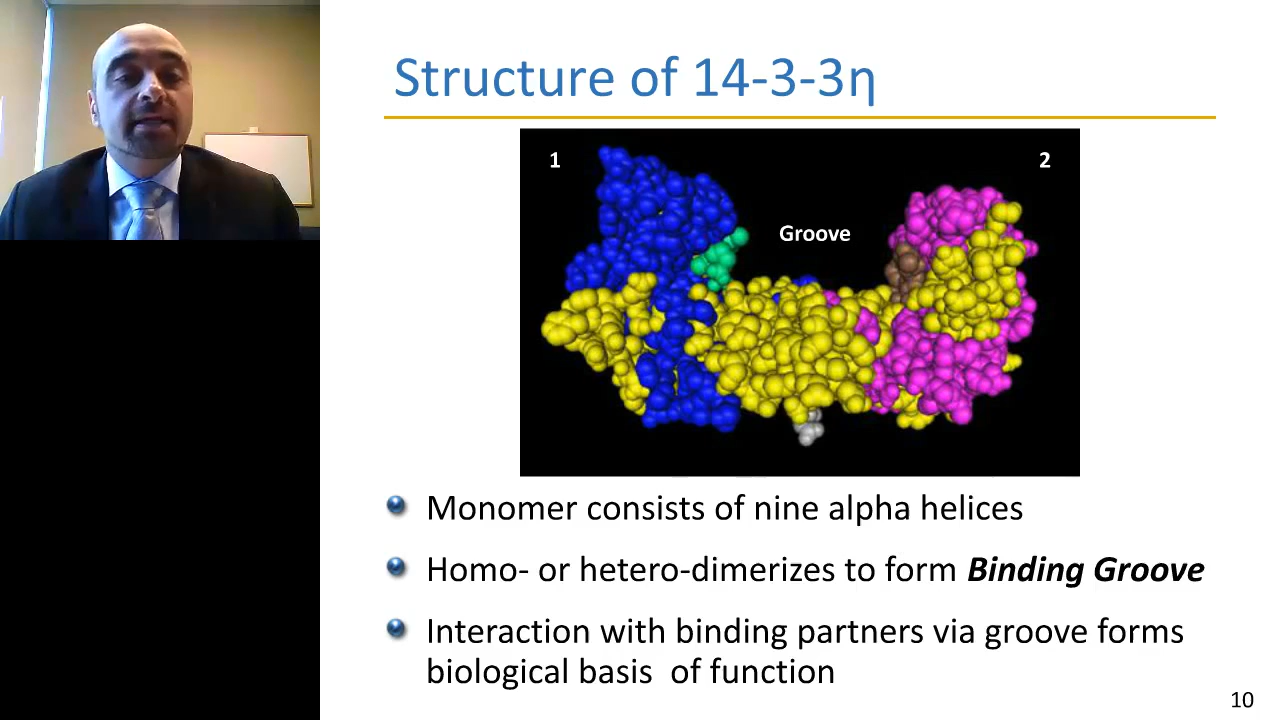 Structure of 14-3-3η
1
2
Groove
Monomer consists of nine alpha helices
Homo- or hetero-dimerizes to form Binding Groove
Interaction with binding partners via groove forms
biological basis  of function
10